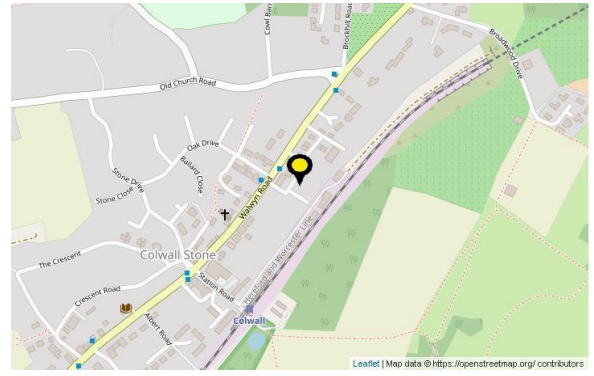 Cowl Barn
Brockhill Road
Broadwood Drive
Old Church Road
Oak Drive
Ballard Close
Stone Drive
Stone Close
Walwyn Road
The Crescent
Colwall Stone
Hereford and Worcester Line
Station Road
Crescent Road
Colwall
Albert Road
Leaflet | Map data © https://openstreetmap.org/ contributors